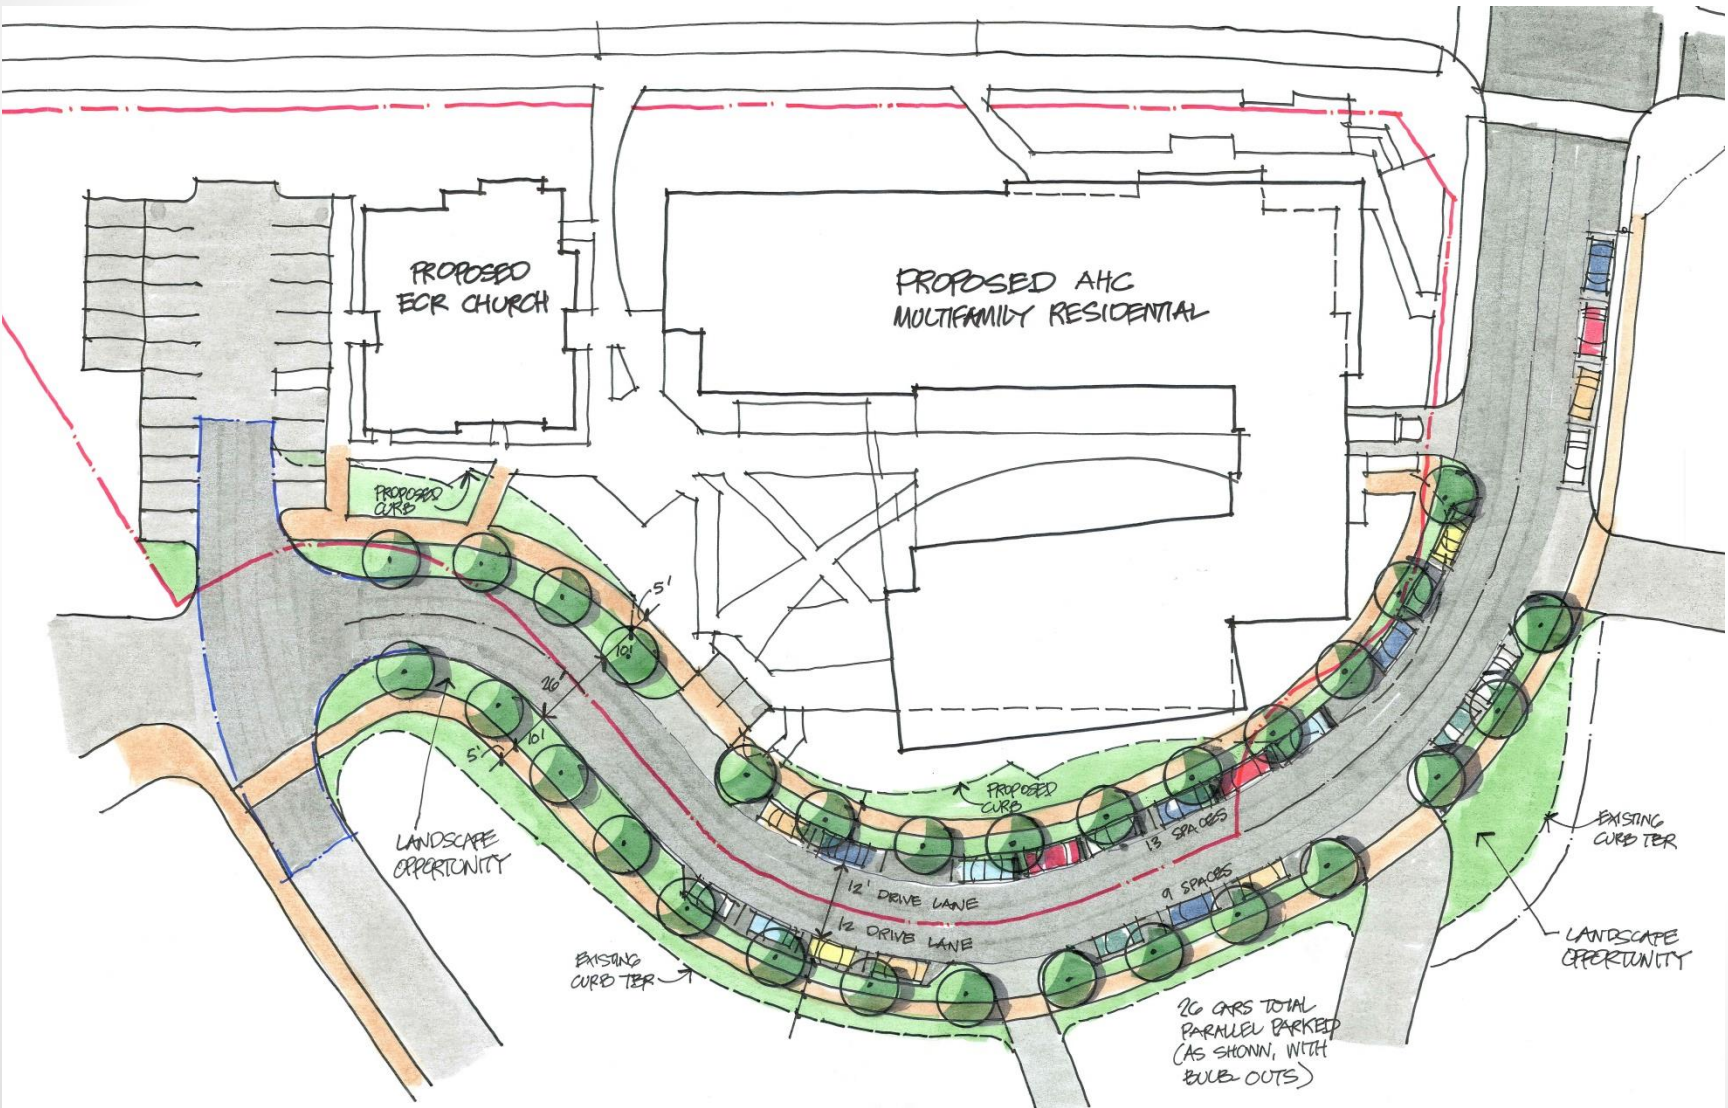 PROPOSED
ECR CHURCH
PROPOSED AHC
MULTIFAMILY RESIDENTIAL
PROPOSED
CURB
5'
10'
26'
10'
5'
LANDSCAPE
OPPORTUNITY
PROPOSED
CURB
13 SPACES
12' DRIVE LANE
12 DRIVE LANE
9 SPACES
EXISTING
CURB TBR
EXISTING
CURB TBR
LANDSCAPE
OPPORTUNITY
26 CARS TOTAL
PARALLEL PARKED
(AS SHOWN, WITH
BULB OUTS)